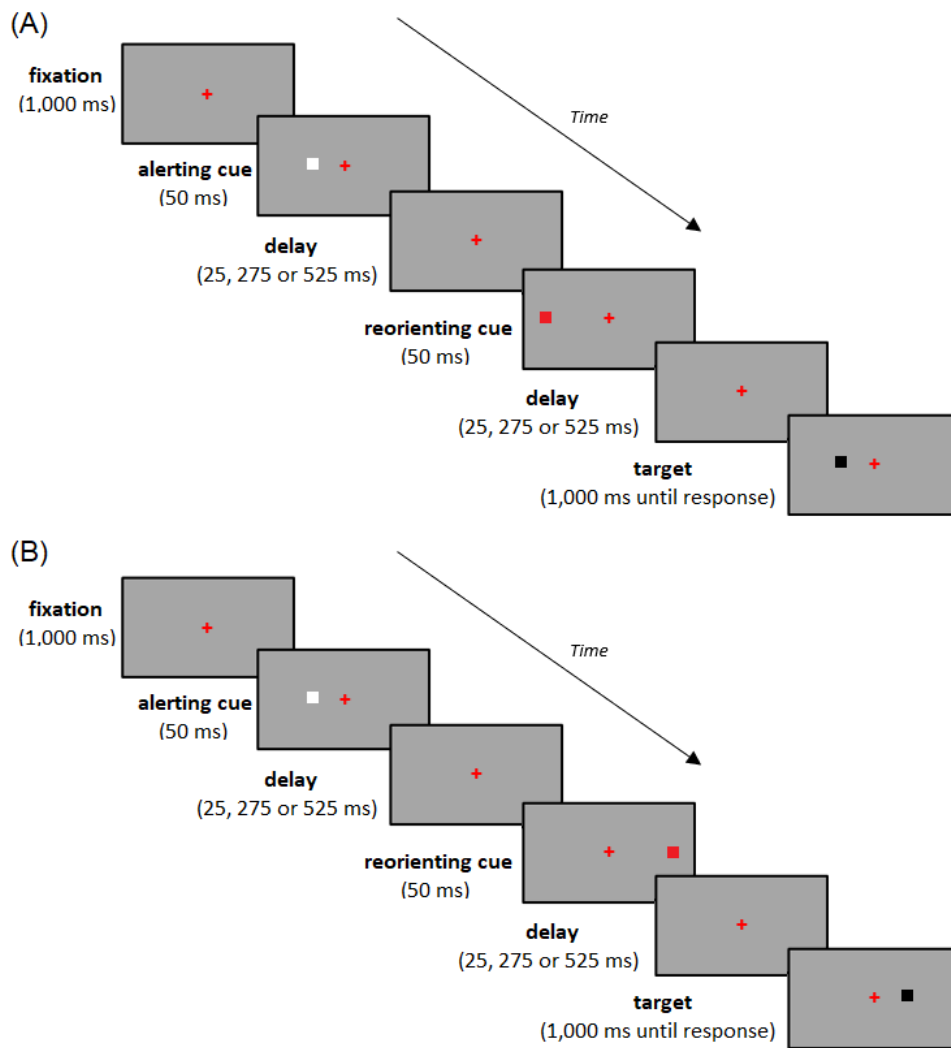 (A)
fixation
(1,000 ms)
Time
alerting cue
(50 ms)
delay
(25, 275 or 525 ms)
reorienting cue
(50 ms)
delay
(25, 275 or 525 ms)
target
(1,000 ms until response)
(B)
fixation
(1,000 ms)
Time
alerting cue
(50 ms)
delay
(25, 275 or 525 ms)
reorienting cue
(50 ms)
delay
(25, 275 or 525 ms)
target
(1,000 ms until response)